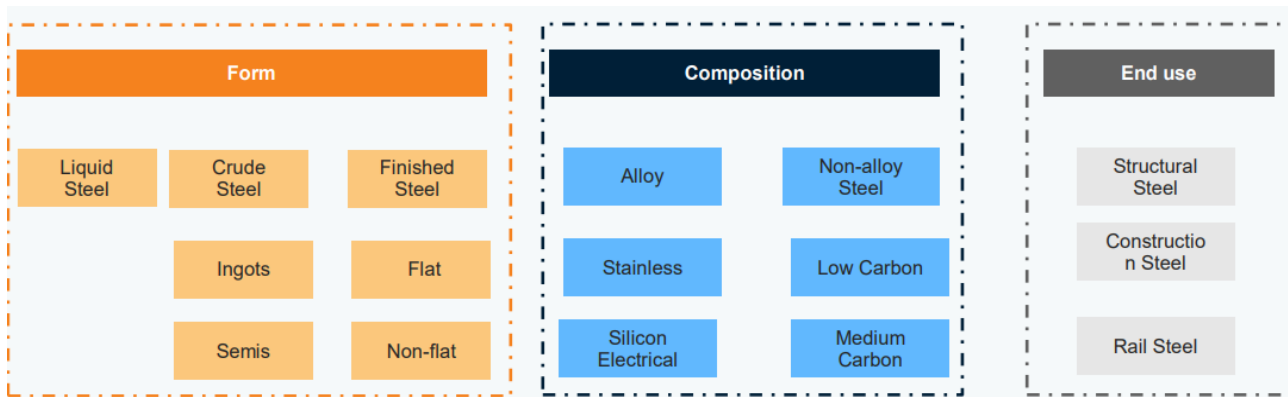 Form
Composition
End use
Liquid
Steel
Crude
Steel
Finished
Steel
Alloy
Non-alloy
Steel
Structural
Steel
Ingots
Flat
Stainless
Low Carbon
Constructio
n Steel
Semis
Non-flat
Silicon
Electrical
Medium
Carbon
Rail Steel